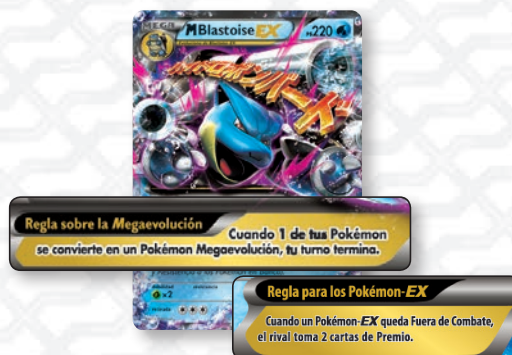 MEGA
MBlastoise EX PS220
Regla sobre la Megaevolución
Cuando 1 de tus Pokémon
se convierte en un Pokémon Megaevolución, tu turno termina.
x2
Regla para los Pokémon-EX
Cuando un Pokémon-EX queda Fuera de Combate,
el rival toma 2 cartas de Premio.